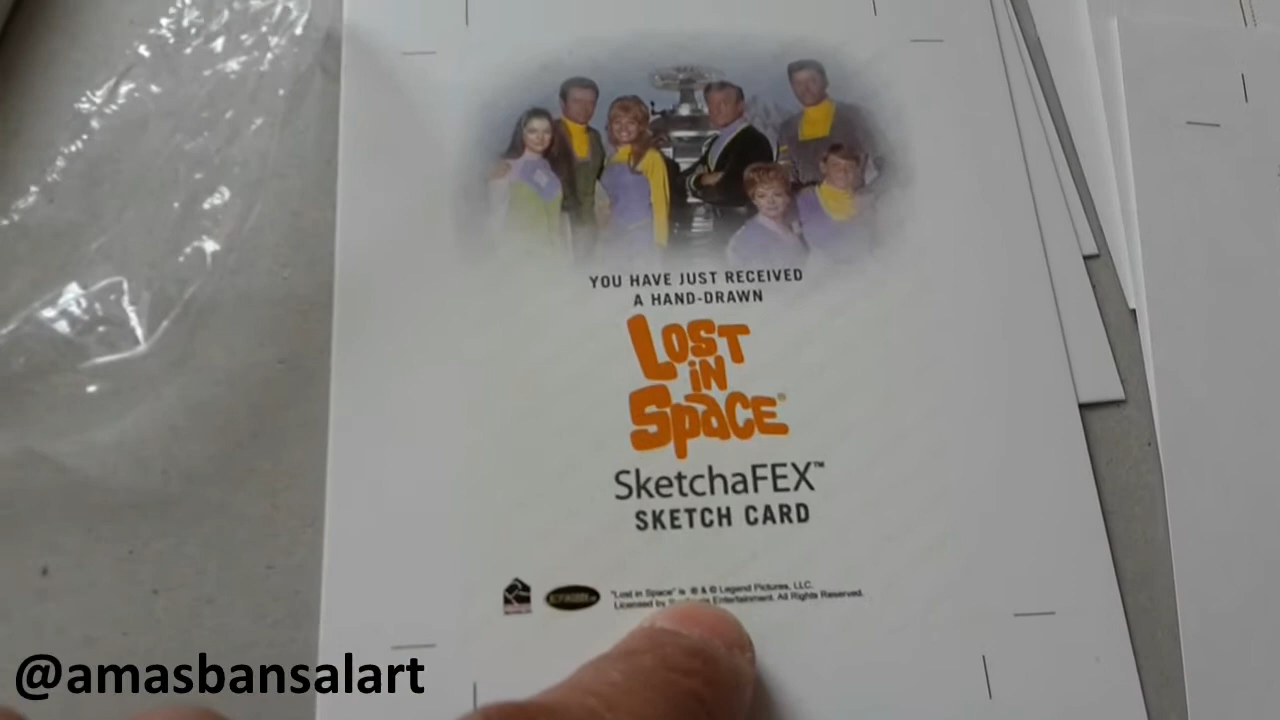 YOU HAVE JUST RECEIVED
A HAND-DRAWN
LOST
iN
SpaCE®
SketchaFEX™
SKETCH CARD
"Lost in Space" is ® & © Legend Pictures, LLC.
Licensed by Entertainment. All Rights Reserved.
@amasbansalart